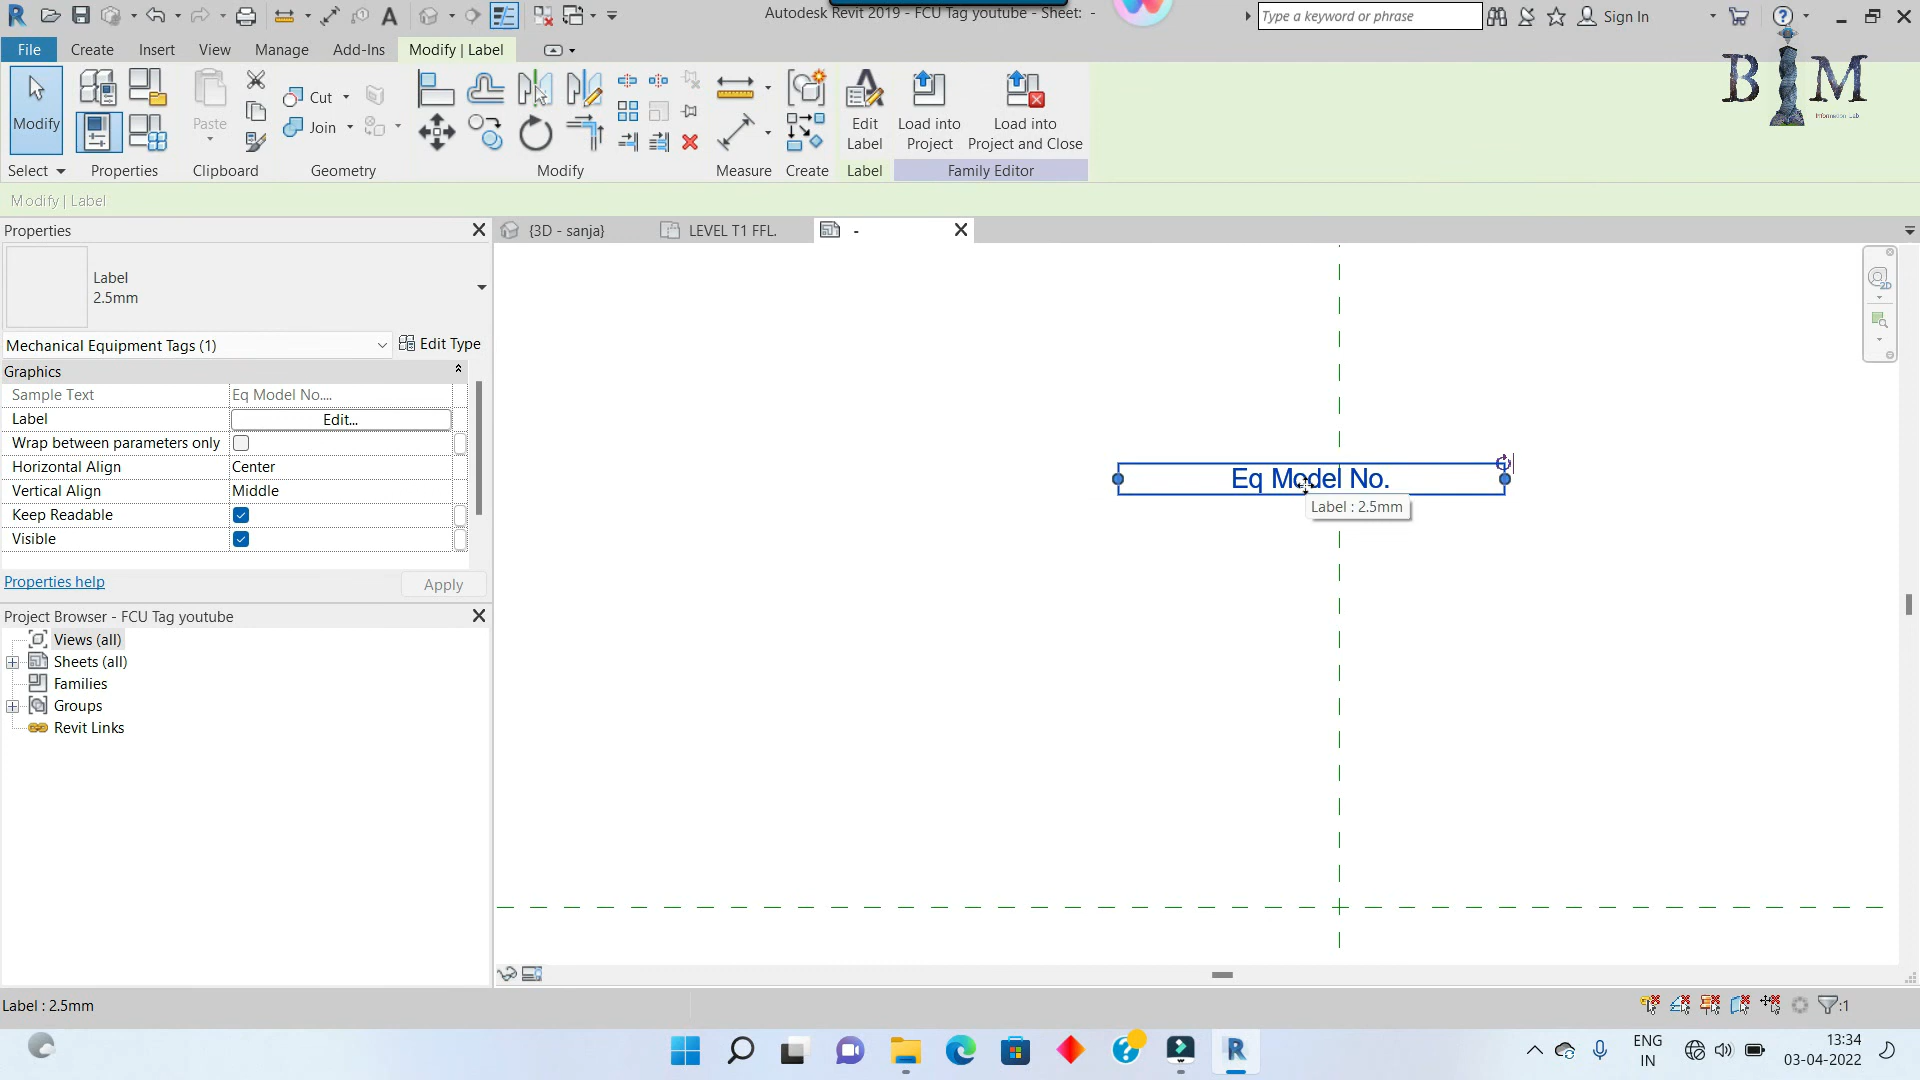 Autodesk Revit 2019 - FCU Tag youtube - Sheet: -
Type a keyword or phrase
Sign In
File
Create
Insert
View
Manage
Add-Ins
Modify | Label
BIM
Information Lab
Modify
Paste
Cut
Join
Edit Label
Load into Project
Load into Project and Close
Select
Properties
Clipboard
Geometry
Modify
Measure
Create
Label
Family Editor
Modify | Label
Properties
{3D - sanja}
LEVEL T1 FFL.
-
Label
2.5mm
2D
Mechanical Equipment Tags (1)
Edit Type
Graphics
Sample Text
Eq Model No....
Label
Edit...
Wrap between parameters only
Horizontal Align
Center
Vertical Align
Middle
Keep Readable
Visible
Eq Model No.
Label : 2.5mm
Properties help
Apply
Project Browser - FCU Tag youtube
Views (all)
Sheets (all)
Families
Groups
Revit Links
Label : 2.5mm
:1
ENG
IN
13:34
03-04-2022